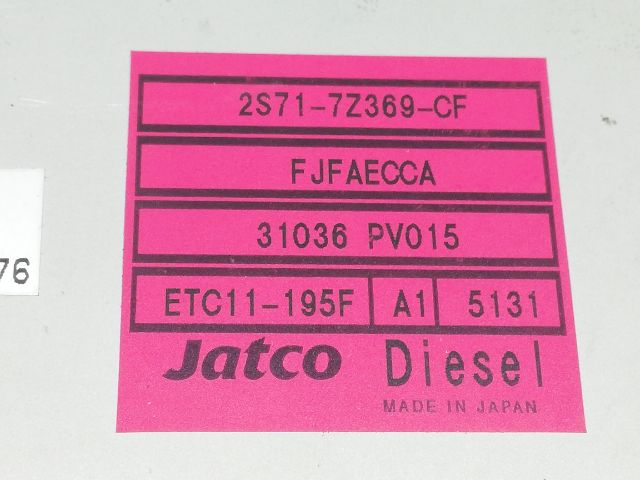 2S71-7Z369-CF
FJFAECCA
31036 PV015
76
ETC11-195F A1 5131
Jatco Diesel
MADE IN JAPAN